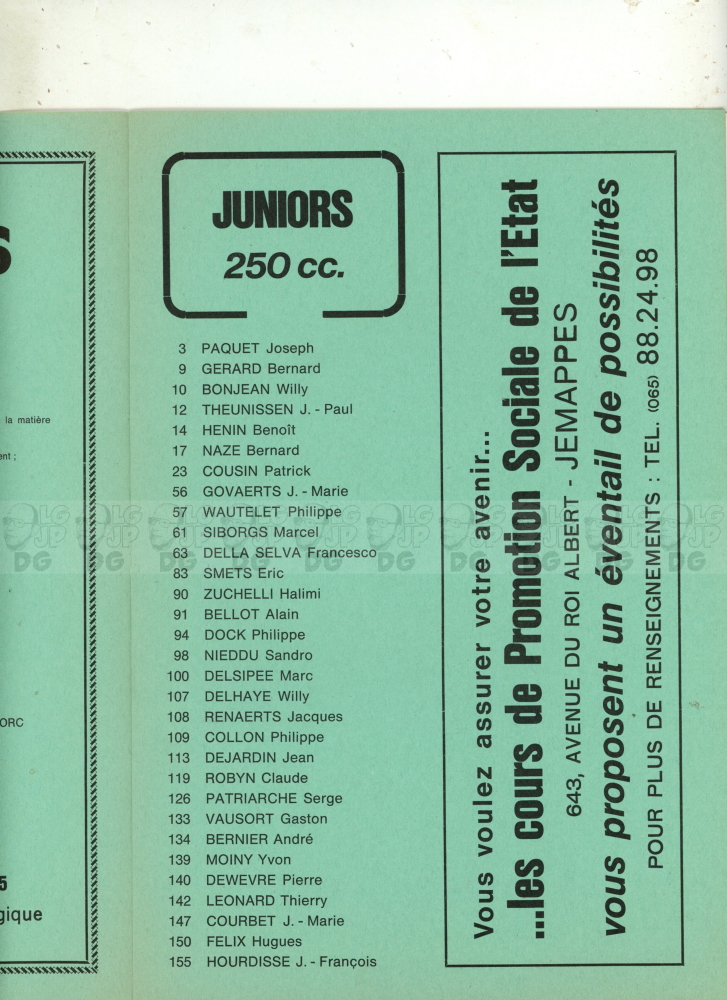 S
la matière
ent ;
ORC
5
gique
JUNIORS
250 cc.
3 PAQUET Joseph
9 GERARD Bernard
10 BONJEAN Willy
12 THEUNISSEN J. - Paul
14 HENIN Benoît
17 NAZE Bernard
23 COUSIN Patrick
56 GOVAERTS J. - Marie
57 WAUTELET Philippe
61 SIBORGS Marcel
63 DELLA SELVA Francesco
83 SMETS Eric
90 ZUCHELLI Halimi
91 BELLOT Alain
94 DOCK Philippe
98 NIEDDU Sandro
100 DELSIPEE Marc
107 DELHAYE Willy
108 RENAERTS Jacques
109 COLLON Philippe
113 DEJARDIN Jean
119 ROBYN Claude
126 PATRIARCHE Serge
133 VAUSORT Gaston
134 BERNIER André
139 MOINY Yvon
140 DEWEVRE Pierre
142 LEONARD Thierry
147 COURBET J. - Marie
150 FELIX Hugues
155 HOURDISSE J. - François
Vous voulez assurer votre avenir...
...les cours de Promotion Sociale de l'Etat
643, AVENUE DU ROI ALBERT - JEMAPPES
vous proposent un éventail de possibilités
POUR PLUS DE RENSEIGNEMENTS : TEL. (065) 88.24.98